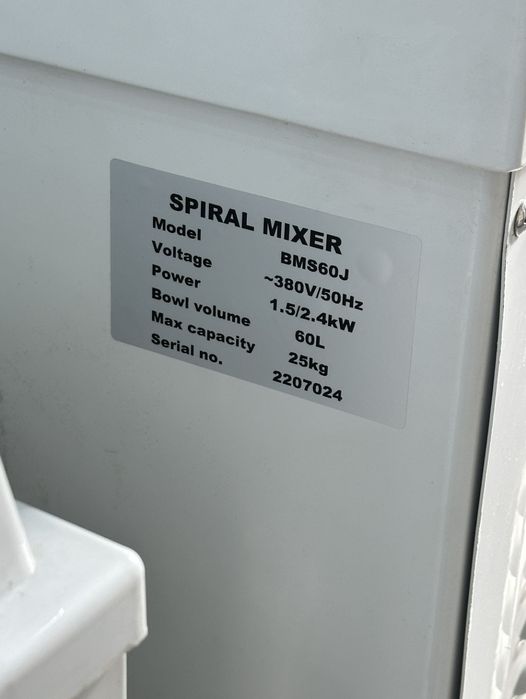 SPIRAL MIXER
Model BMS60J
Voltage ~380V/50Hz
Power 1.5/2.4kW
Bowl volume 60L
Max capacity 25kg
Serial no. 2207024